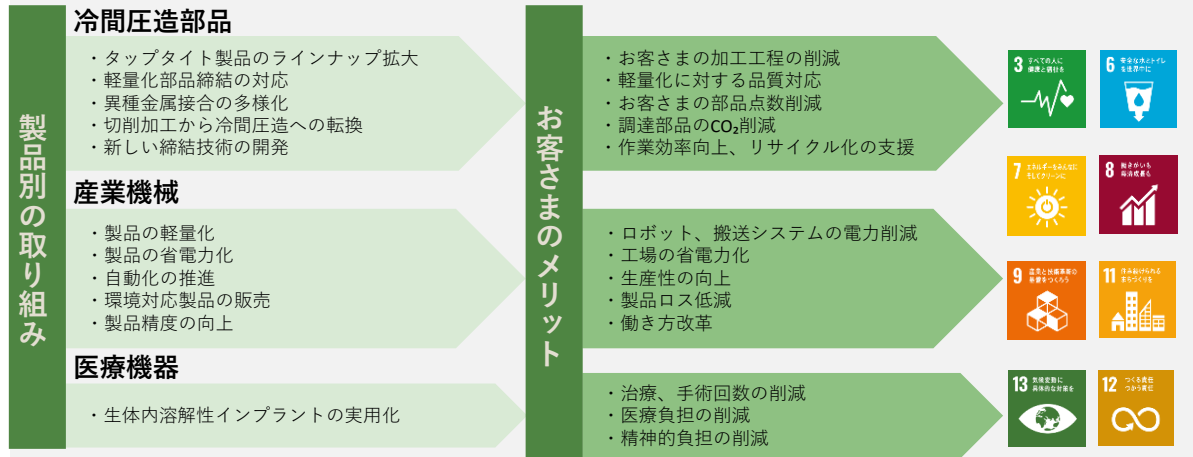 製品別の取り組み
冷間圧造部品
・タップタイト製品のラインナップ拡大
・軽量化部品締結の対応
・異種金属接合の多様化
・切削加工から冷間圧造への転換
・新しい締結技術の開発
産業機械
・製品の軽量化
・製品の省電力化
・自動化の推進
・環境対応製品の販売
・製品精度の向上
医療機器
・生体内溶解性インプラントの実用化
お客さまのメリット
・お客さまの加工工程の削減
・軽量化に対する品質対応
・お客さまの部品点数削減
・調達部品のCO₂削減
・作業効率向上、リサイクル化の支援
・ロボット、搬送システムの電力削減
・工場の省電力化
・生産性の向上
・製品ロス低減
・働き方改革
・治療、手術回数の削減
・医療負担の削減
・精神的負担の削減
3 すべての人に
健康と福祉を
6 安全な水とトイレ
を世界中に
7 エネルギーをみんなに
そしてクリーンに
8 働きがいも
経済成長も
9 産業と技術革新の
基盤をつくろう
11 住み続けられる
まちづくりを
13 気候変動に
具体的な対策を
12 つくる責任
つかう責任